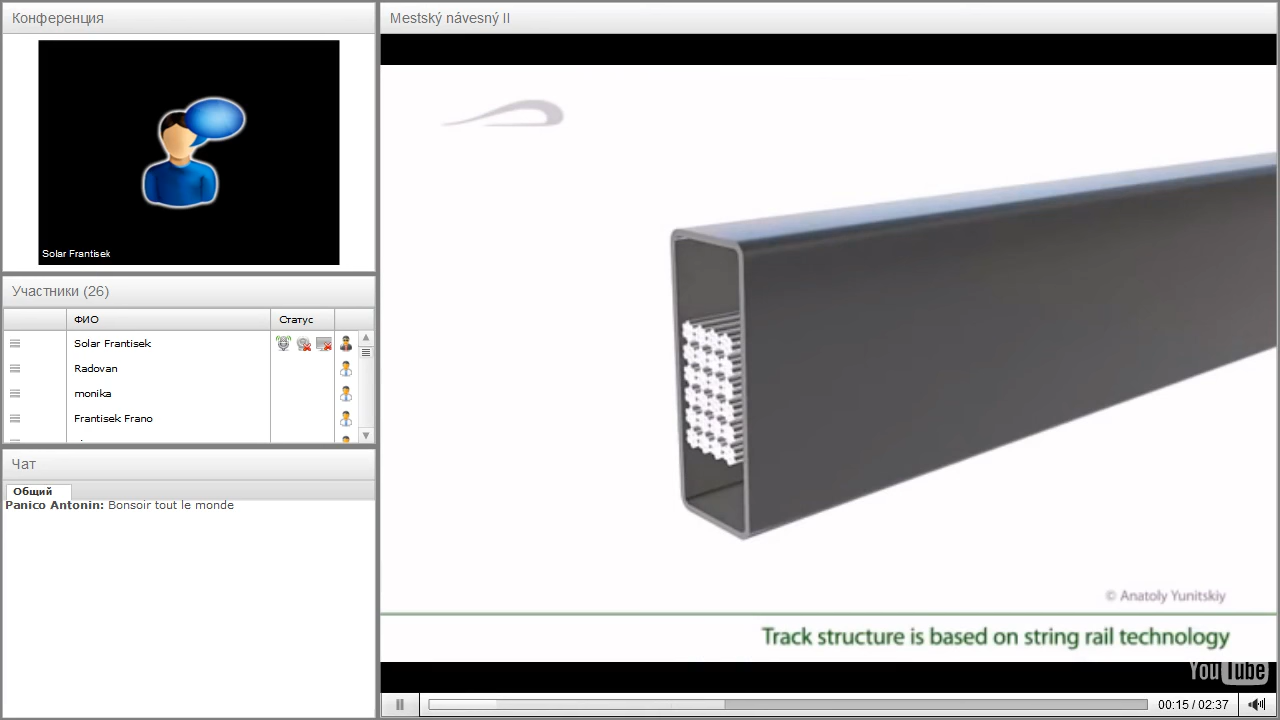 Конференция
Solar Frantisek
Участники (26)
ФИО Статус
Solar Frantisek
Radovan
monika
Frantisek Frano
Чат
Общий
Panico Antonin: Bonsoir tout le monde
Mestský návesný II
© Anatoly Yunitskiy
Track structure is based on string rail technology
YouTube
00:15 / 02:37